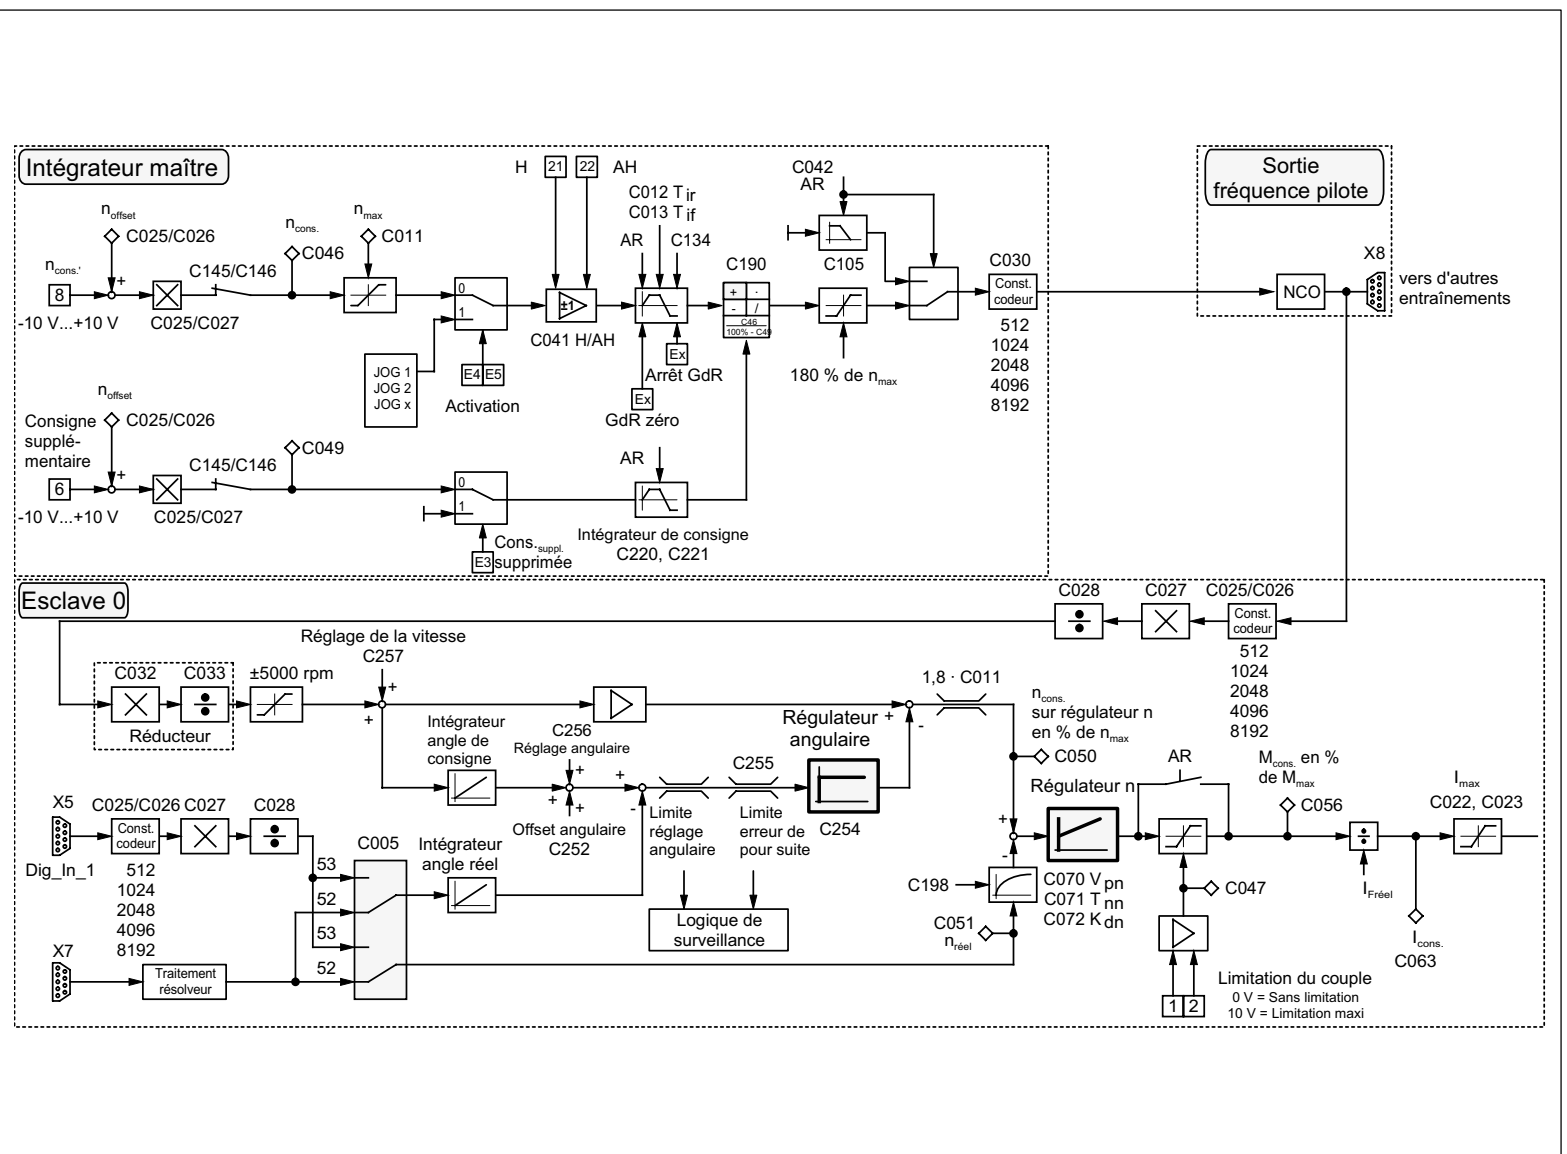 Intégrateur maître
H 21 22 AH
C042
AR
Sortie
fréquence pilote
C012 T ir
C013 T if
n offset
C025/C026
n cons.
C046
n max
C011
AR
C134
C190
C105
C030
X8
n cons.'
8
+
C145/C146
0
1
±1
+ ·
- /
C46
100% - C49
Const.
codeur
NCO
vers d'autres
entraînements
-10 V...+10 V
C025/C027
C041 H/AH
512
1024
2048
4096
8192
JOG 1
JOG 2
JOG x
E4 E5
Activation
Ex
Arrêt GdR
Ex
GdR zéro
180 % de n max
n offset
C025/C026
Consigne
supplé-
mentaire
6
+
C145/C146
C049
AR
0
1
-10 V...+10 V
C025/C027
E3
Cons. suppl.
supprimée
Intégrateur de consigne
C220, C221
Esclave 0
C028
C027
C025/C026
Const.
codeur
512
1024
2048
4096
8192
Réglage de la vitesse
C257
C032
C033
±5000 rpm
+
+
Réducteur
1,8 · C011
n cons.
sur régulateur n
en % de n max
C050
Intégrateur
angle de
consigne
C256
Réglage angulaire
+
+
+
+
-
Offset angulaire
C252
C255
Régulateur
angulaire
+
-
C254
Limite
réglage
angulaire
Limite
erreur de
pour suite
Régulateur n
AR
M cons. en %
de M max
C056
I max
C022, C023
X5
C025/C026
C027
C028
Const.
codeur
Dig_In_1
512
1024
2048
4096
8192
C005
53
52
53
52
Intégrateur
angle réel
Logique de
surveillance
+
-
C198
C051
n réel
C070 V pn
C071 T nn
C072 K dn
C047
I Fréel
I cons.
C063
X7
Traitement
résolveur
1 2
Limitation du couple
0 V = Sans limitation
10 V = Limitation maxi